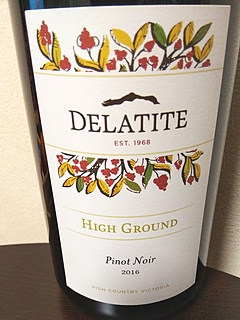 DELATITE
EST. 1968
HIGH GROUND
Pinot Noir
2016
HIGH COUNTRY VICTORIA